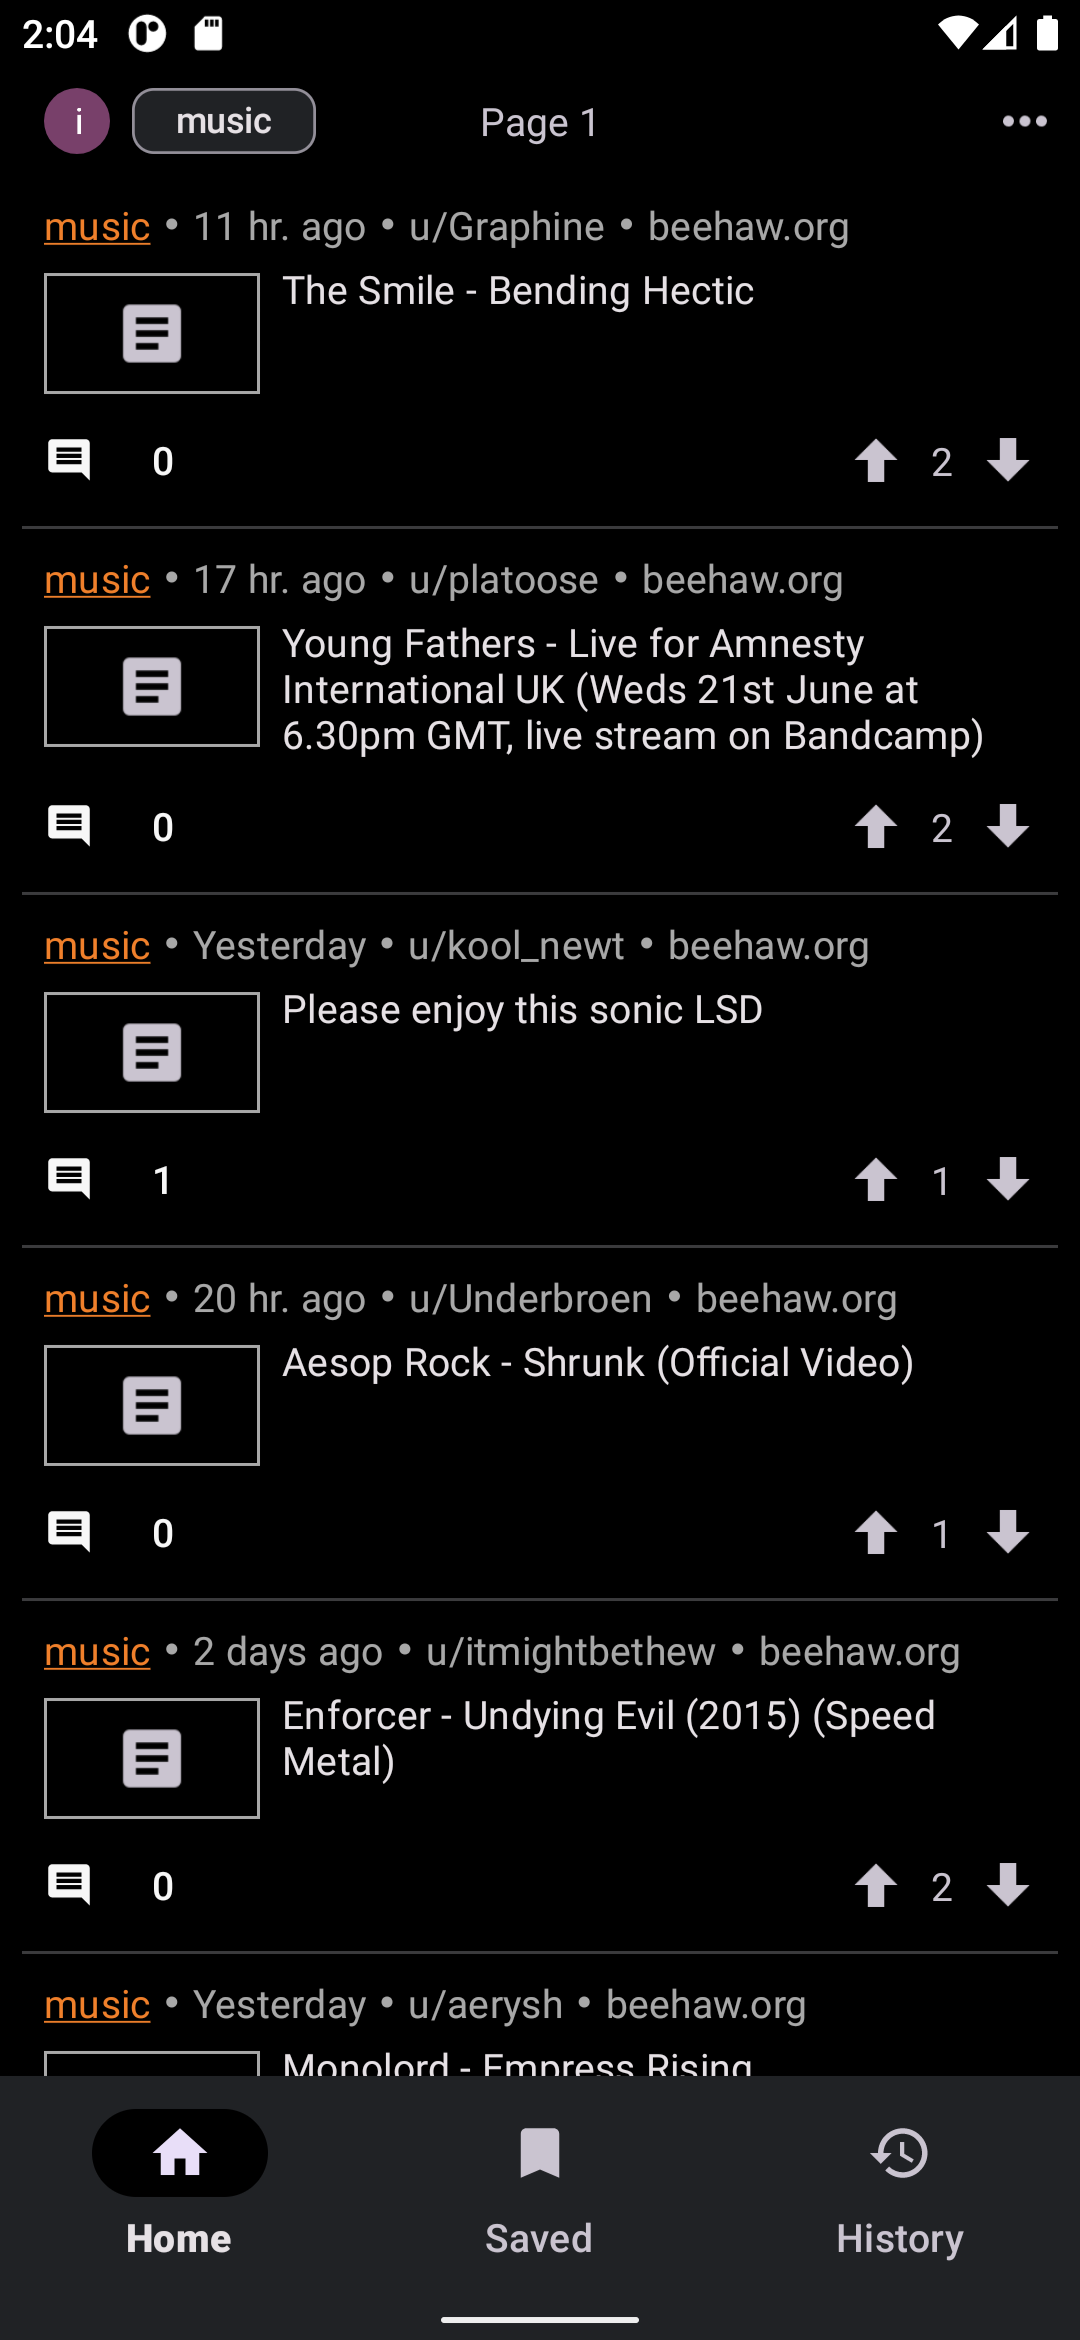 2:04
i music Page 1
music • 11 hr. ago • u/Graphine • beehaw.org
The Smile - Bending Hectic
0 2
music • 17 hr. ago • u/platoose • beehaw.org
Young Fathers - Live for Amnesty
International UK (Weds 21st June at
6.30pm GMT, live stream on Bandcamp)
0 2
music • Yesterday • u/kool_newt • beehaw.org
Please enjoy this sonic LSD
1 1
music • 20 hr. ago • u/Underbroen • beehaw.org
Aesop Rock - Shrunk (Official Video)
0 1
music • 2 days ago • u/itmightbethew • beehaw.org
Enforcer - Undying Evil (2015) (Speed
Metal)
0 2
music • Yesterday • u/aerysh • beehaw.org
Monolord - Empress Rising
Home Saved History